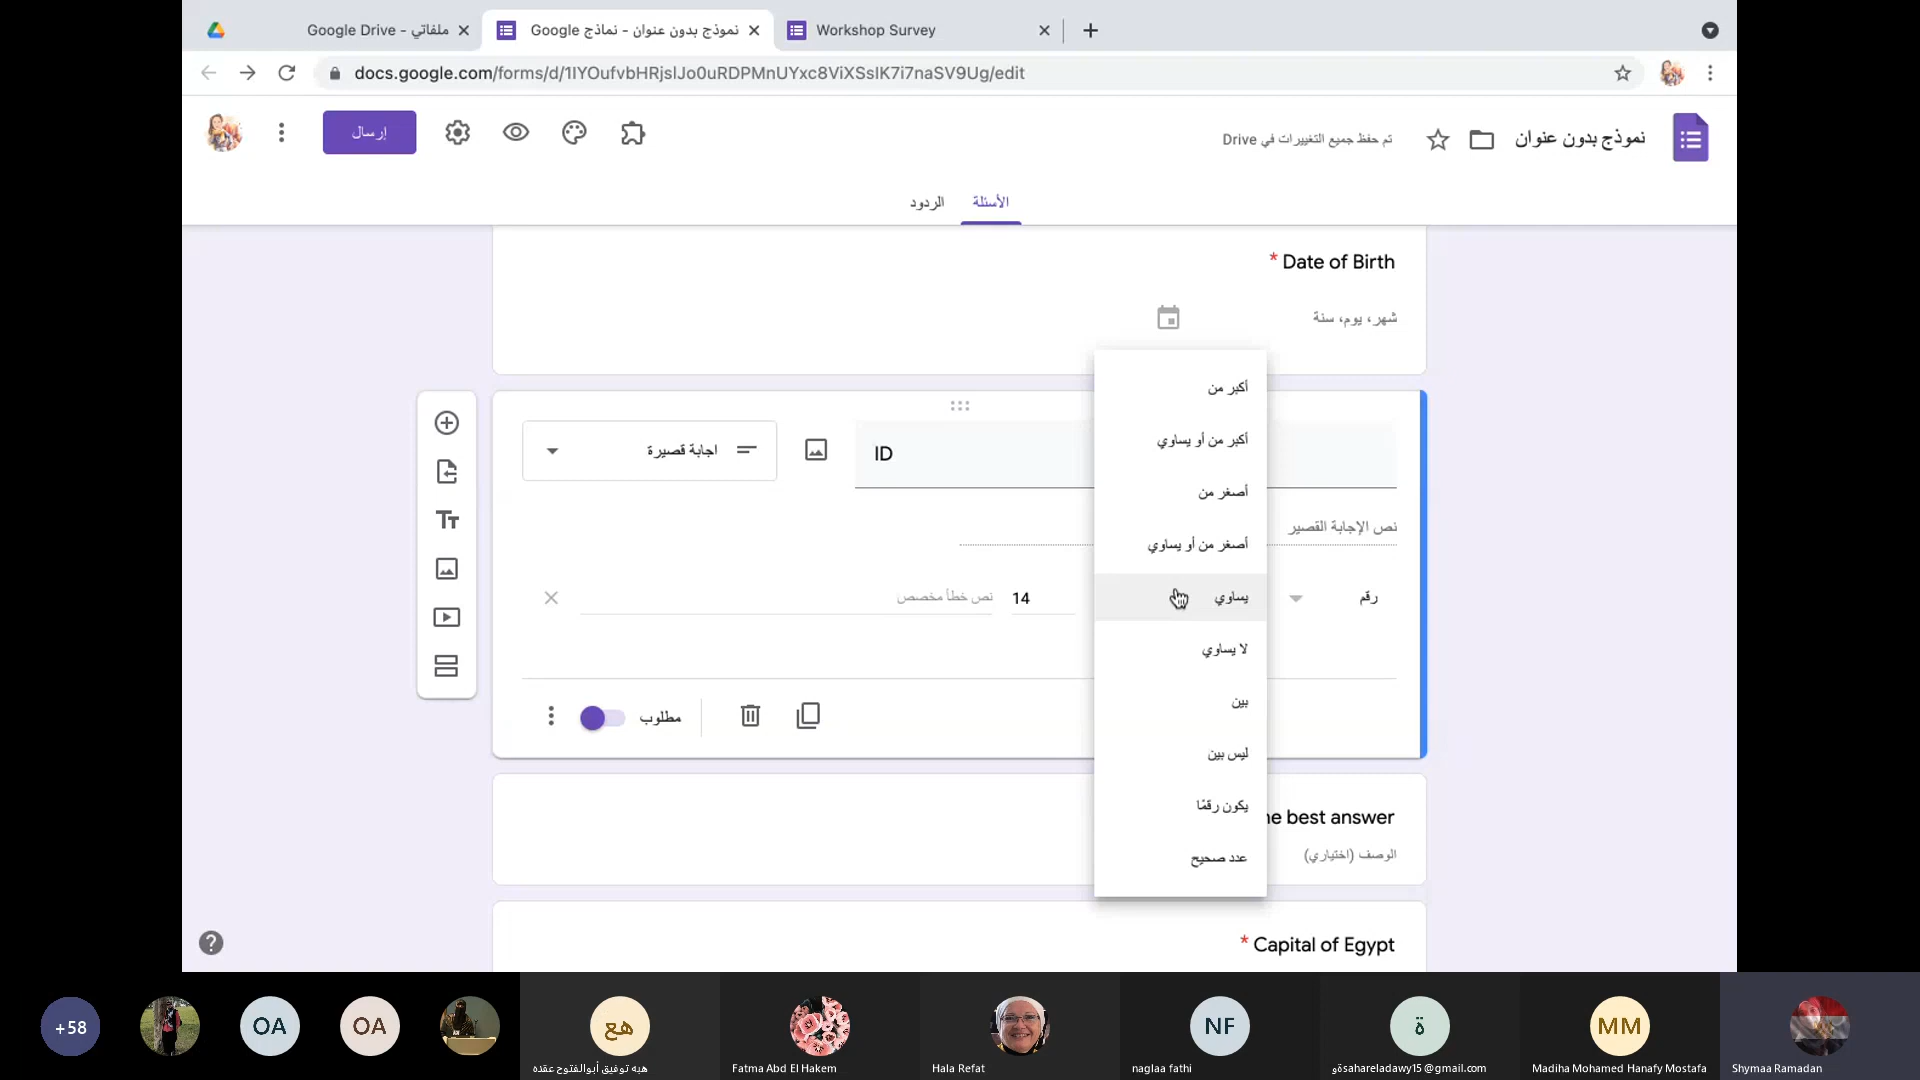 ملفاتي - Google Drive
نموذج بدون عنوان - نماذج Google
Workshop Survey
docs.google.com/forms/d/1IYOufvbHRjslJo0uRDPMnUYxc8ViXSsIK7i7naSV9Ug/edit
نموذج بدون عنوان
تم حفظ جميع التغييرات في Drive
إرسال
الأسئلة
الردود
Date of Birth *
شهر، يوم، سنة
أكبر من
أكبر من أو يساوي
أصغر من
أصغر من أو يساوي
يساوي
لا يساوي
بين
ليس بين
يكون رقمًا
عدد صحيح
ID
اجابة قصيرة
نص الإجابة القصير
رقم
14
نص خطأ مخصص
مطلوب
he best answer
الوصف (اختياري)
Capital of Egypt *
+58
OA
OA
هع
هبه توفيق أبوالفتوح عقده
Fatma Abd El Hakem
Hala Refat
NF
naglaa fathi
ة
ةوsahareladawy15@gmail.com
MM
Madiha Mohamed Hanafy Mostafa
Shymaa Ramadan